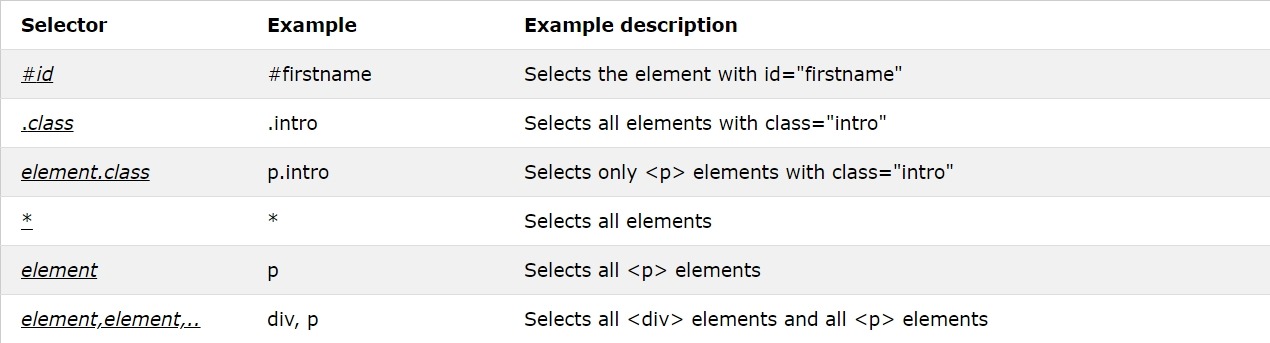 Selector Example Example description
#id #firstname Selects the element with id="firstname"
.class .intro Selects all elements with class="intro"
element.class p.intro Selects only <p> elements with class="intro"
* * Selects all elements
element p Selects all <p> elements
element,element,.. div, p Selects all <div> elements and all <p> elements